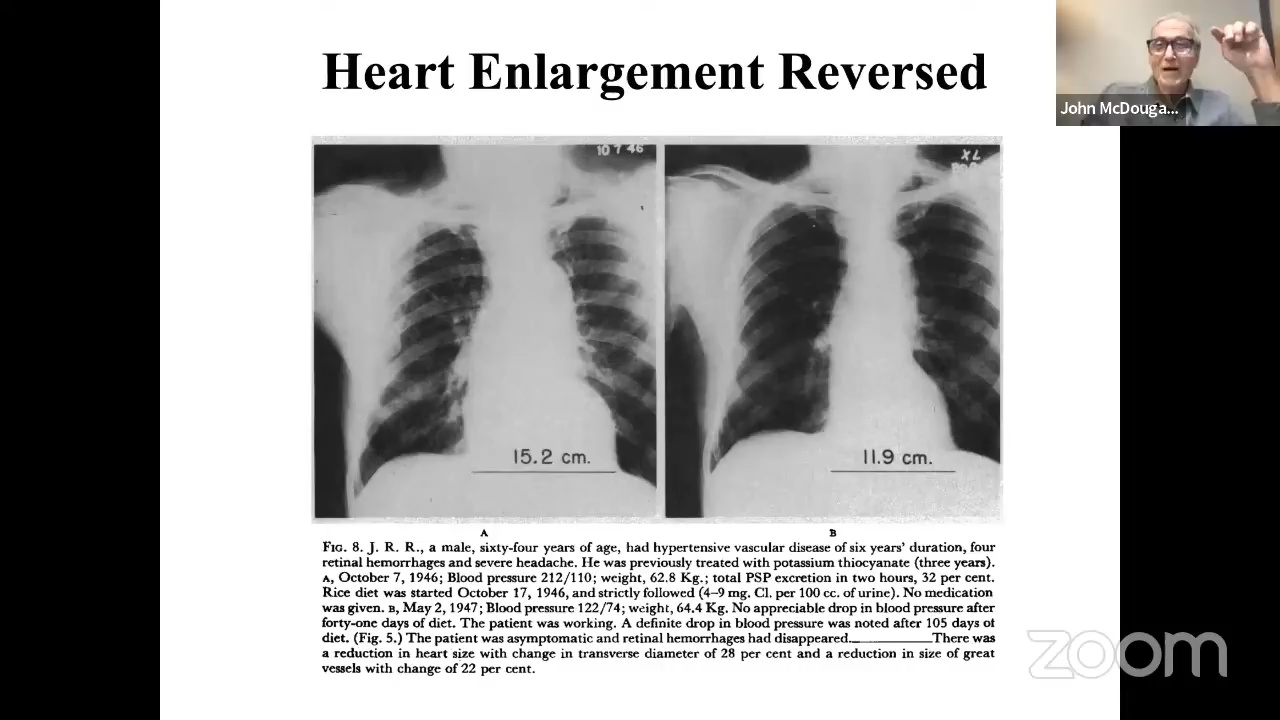 Heart Enlargement Reversed
John McDouga...
10 7 46
XL
15.2 cm.
11.9 cm.
A
B
FIG. 8. J. R. R., a male, sixty-four years of age, had hypertensive vascular disease of six years' duration, four
retinal hemorrhages and severe headache. He was previously treated with potassium thiocyanate (three years).
A, October 7, 1946; Blood pressure 212/110; weight, 62.8 Kg.; total PSP excretion in two hours, 32 per cent.
Rice diet was started October 17, 1946, and strictly followed (4–9 mg. Cl. per 100 cc. of urine). No medication
was given. B, May 2, 1947; Blood pressure 122/74; weight, 64.4 Kg. No appreciable drop in blood pressure after
forty-one days of diet. The patient was working. A definite drop in blood pressure was noted after 105 days of
diet. (Fig. 5.) The patient was asymptomatic and retinal hemorrhages had disappeared.__________There was
a reduction in heart size with change in transverse diameter of 28 per cent and a reduction in size of great
vessels with change of 22 per cent.
zoom